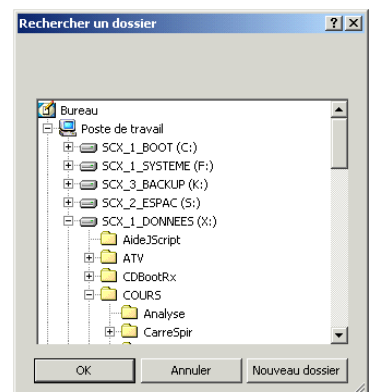 Rechercher un dossier
Bureau
Poste de travail
SCX_1_BOOT (C:)
SCX_1_SYSTEME (F:)
SCX_3_BACKUP (K:)
SCX_2_ESPAC (S:)
SCX_1_DONNEES (X:)
AideJScript
ATV
CDBootRx
COURS
Analyse
CarreSpir
OK Annuler Nouveau dossier